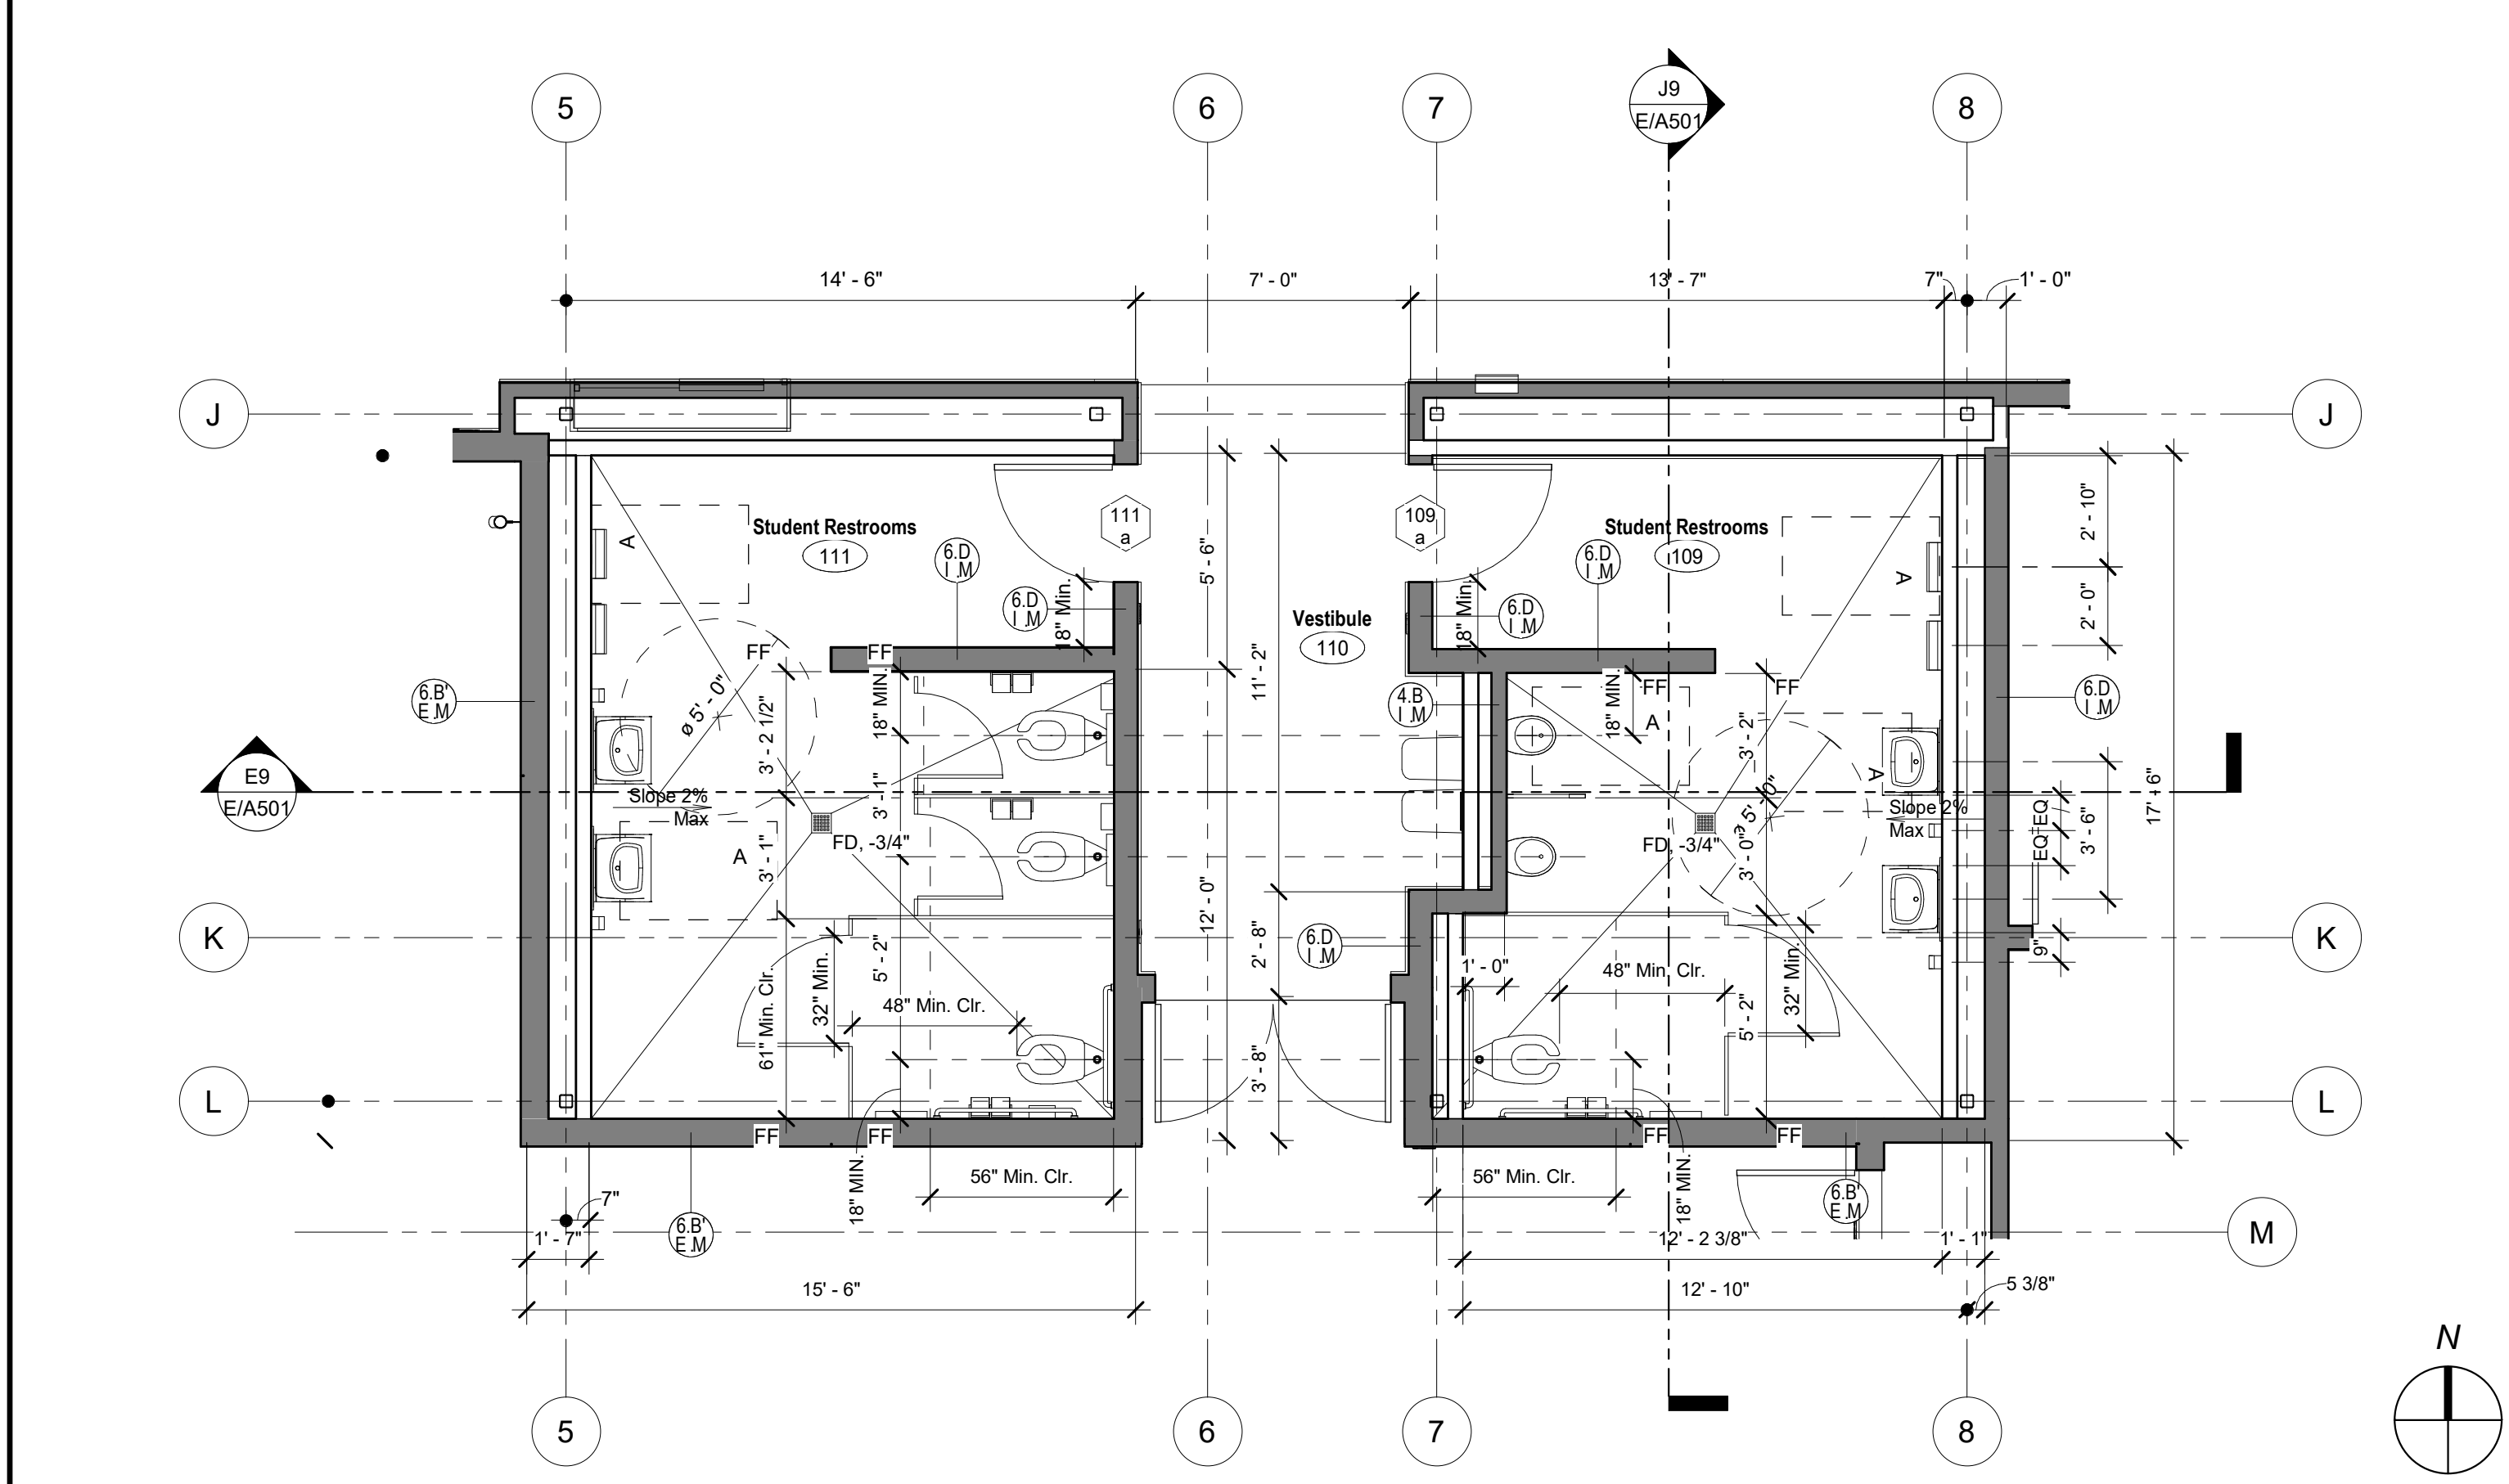 5
6
7
J9
E/A501
8
14' - 6"
7' - 0"
13' - 7"
7"
1' - 0"
J
J
Student Restrooms
111
6.D
I .M
6.D
I .M
18" Min.
111
a
109
a
Student Restrooms
109
6.D
I .M
6.D
I .M
18" Min.
A
A
5' - 6"
2' - 10"
2' - 0"
Vestibule
110
11' - 2"
FF
FF
FF
FF
6.B'
E .M
4.B
I .M
6.D
I .M
ø 5' - 0"
3' - 2 1/2"
18" MIN.
18" MIN.
A
3' - 2"
A
E9
E/A501
Slope 2%
Max
3' - 1"
3' - 1"
A
FD, -3/4"
FD, -3/4"
3' - 0"
5' - 0"
Slope 2%
Max
EQ
EQ
3' - 6"
17' - 6"
12' - 0"
K
K
61" Min. Clr.
32" Min.
5' - 2"
48" Min. Clr.
2' - 8"
6.D
I .M
1' - 0"
48" Min. Clr.
5' - 2"
32" Min.
9"
3' - 8"
L
L
FF
FF
FF
FF
18" MIN.
56" Min. Clr.
56" Min. Clr.
18" MIN.
7"
1' - 7"
6.B'
E .M
6.B'
E .M
M
12' - 2 3/8"
1' - 1"
15' - 6"
12' - 10"
5 3/8"
N
5
6
7
8